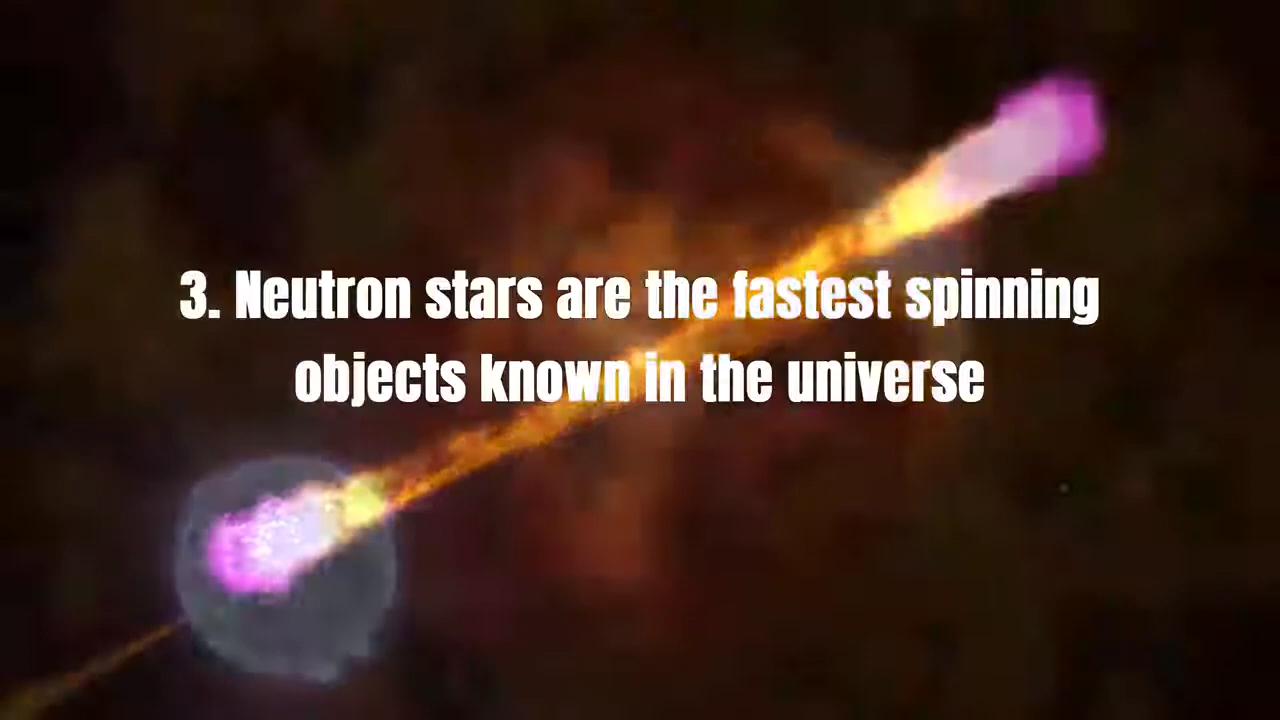 3. Neutron stars are the fastest spinning
objects known in the universe